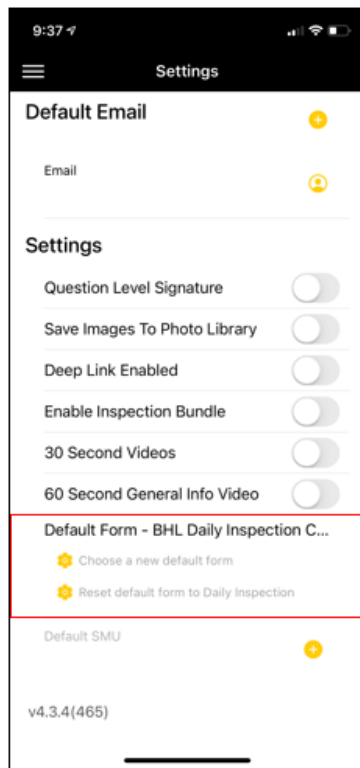 9:37
Settings
Default Email
Email
Settings
Question Level Signature
Save Images To Photo Library
Deep Link Enabled
Enable Inspection Bundle
30 Second Videos
60 Second General Info Video
Default Form - BHL Daily Inspection C...
Choose a new default form
Reset default form to Daily Inspection
Default SMU
v4.3.4(465)